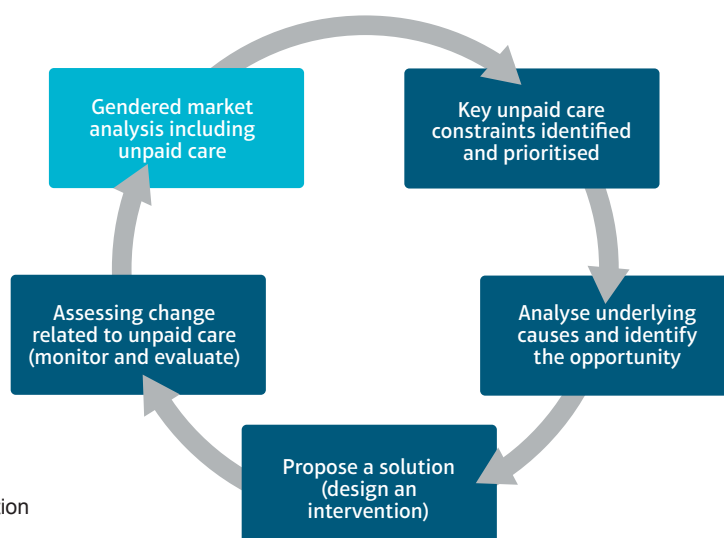 Gendered market
analysis including
unpaid care
Key unpaid care
constraints identified
and prioritised
Analyse underlying
causes and identify
the opportunity
Propose a solution
(design an
intervention)
Assessing change
related to unpaid care
(monitor and evaluate)